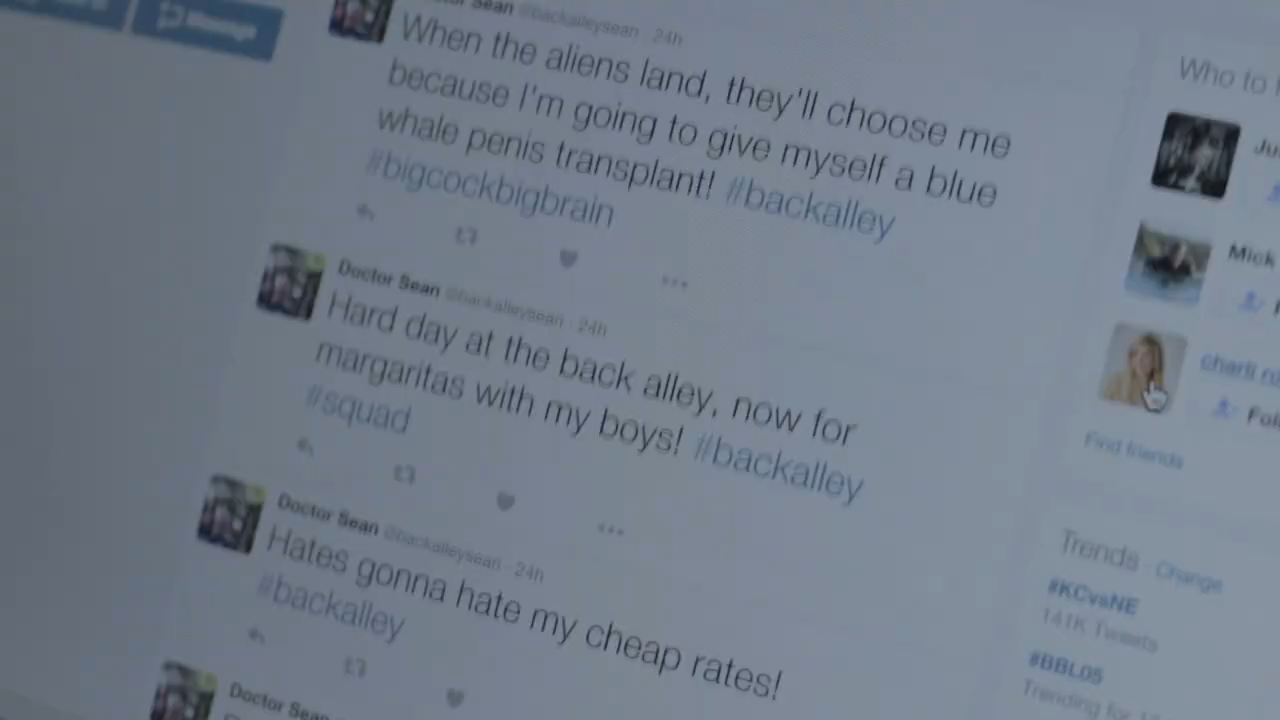 Sean @backalleysean · 24h
When the aliens land, they'll choose me
because I'm going to give myself a blue
whale penis transplant! #backalley
#bigcockbigbrain
Doctor Sean @backalleysean · 24h
Hard day at the back alley, now for
margaritas with my boys! #backalley
#squad
Doctor Sean @backalleysean · 24h
Hates gonna hate my cheap rates!
#backalley
Doctor Sean
Who to
Ju
Mick
charli
Fol
Find friends
Trends · Change
#KCvsNE
141K Tweets
#BBL05
Trending for